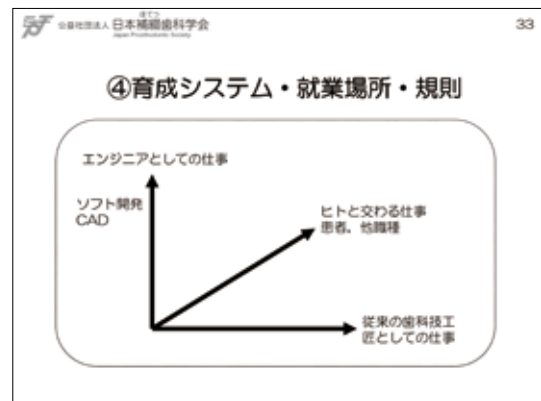 ほてつ
公益社団法人 日本補綴歯科学会
Japan Prosthodontic Society
33
④育成システム・就業場所・規則
エンジニアとしての仕事
ソフト開発
CAD
ヒトと交わる仕事
患者,他職種
従来の歯科技工
匠としての仕事